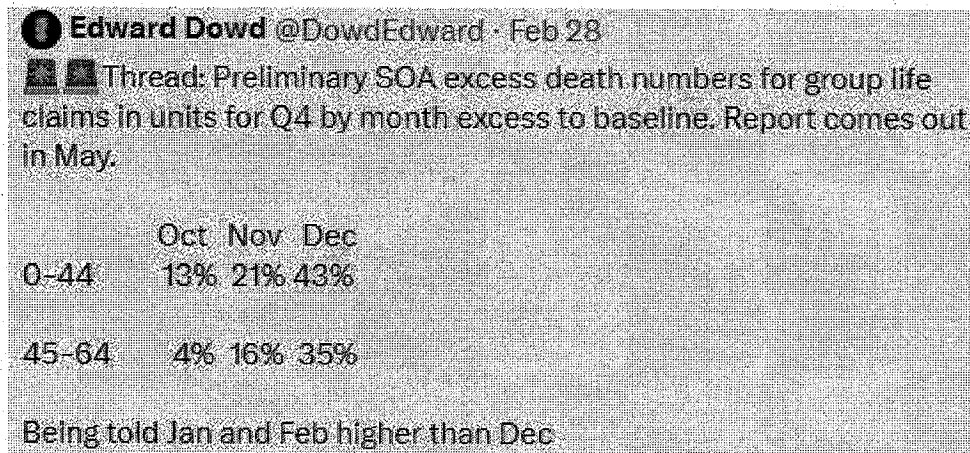 Edward Dowd @DowdEdward · Feb 28
🚨🚨Thread: Preliminary SOA excess death numbers for group life
claims in units for Q4 by month excess to baseline. Report comes out
in May.
Oct Nov Dec
0-44 13% 21% 43%
45-64 4% 16% 35%
Being told Jan and Feb higher than Dec